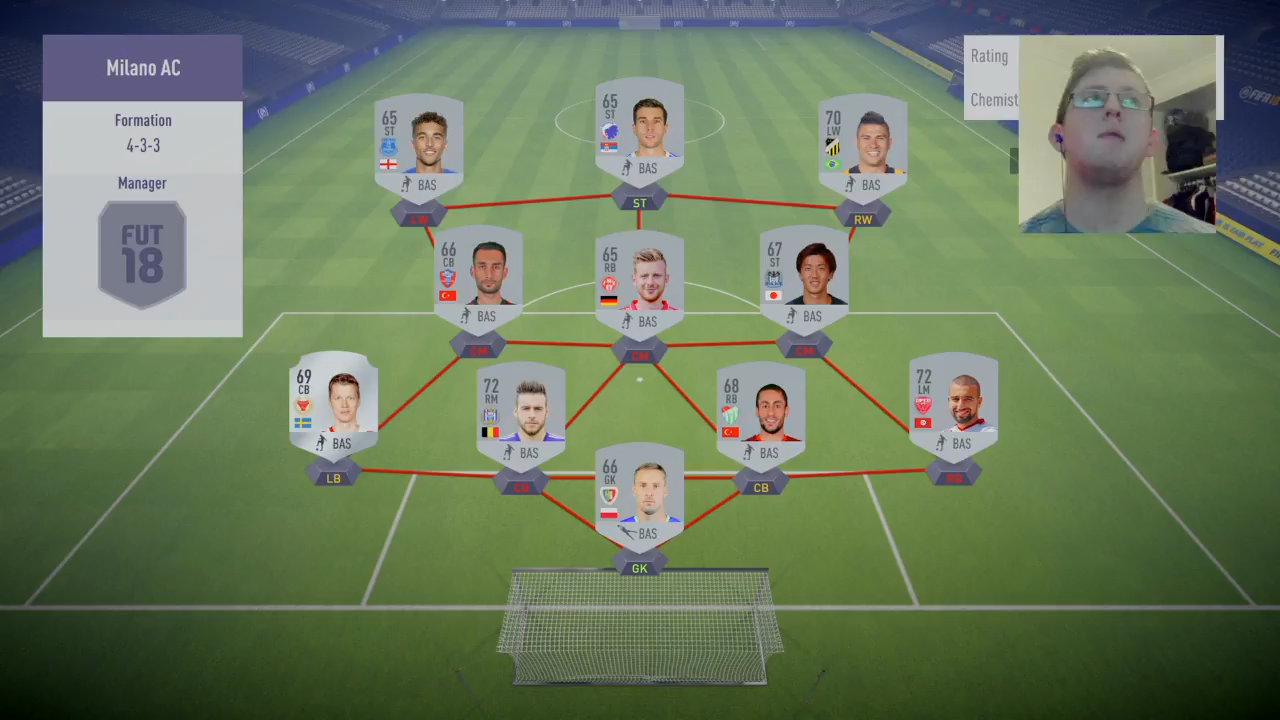 Milano AC
Formation
4-3-3
Manager
FUT
18
Rating
Chemist
65
ST
BAS
LW
65
ST
BAS
ST
70
LW
BAS
RW
66
CB
BAS
CM
65
RB
BAS
CM
67
ST
BAS
CM
69
CB
BAS
LB
72
RM
BAS
CB
68
RB
BAS
CB
72
LM
BAS
RB
66
GK
BAS
GK